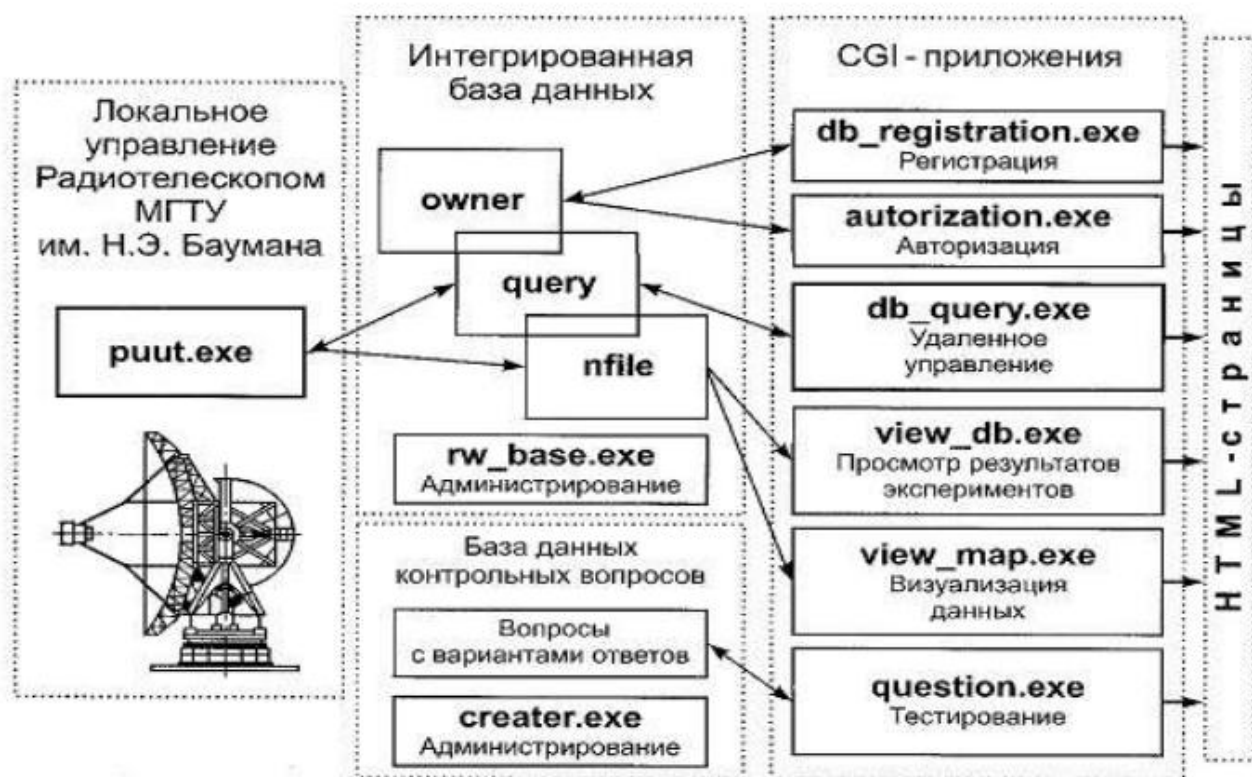 Локальное
управление
Радиотелескопом
МГТУ
им. Н.Э. Баумана
puut.exe
Интегрированная
база данных
owner
query
nfile
rw_base.exe
Администрирование
База данных
контрольных вопросов
Вопросы
с вариантами ответов
creater.exe
Администрирование
CGI - приложения
db_registration.exe
Регистрация
autorization.exe
Авторизация
db_query.exe
Удаленное
управление
view_db.exe
Просмотр результатов
экспериментов
view_map.exe
Визуализация
данных
question.exe
Тестирование
HTML-страницы